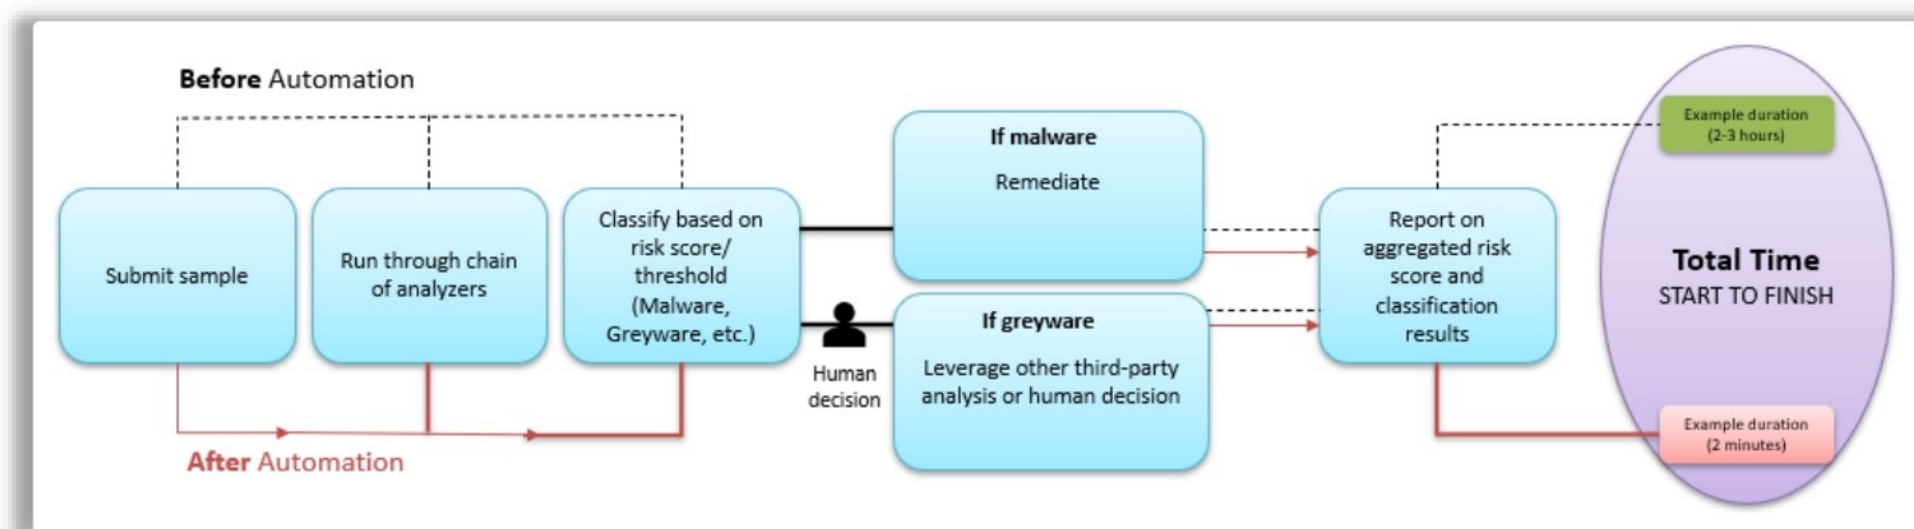 Before Automation
Submit sample
Run through chain
of analyzers
Classify based on
risk score/
threshold
(Malware,
Greyware, etc.)
After Automation
Human
decision
If malware
Remediate
If greyware
Leverage other third-party
analysis or human decision
Report on
aggregated risk
score and
classification
results
Example duration
(2-3 hours)
Total Time
START TO FINISH
Example duration
(2 minutes)